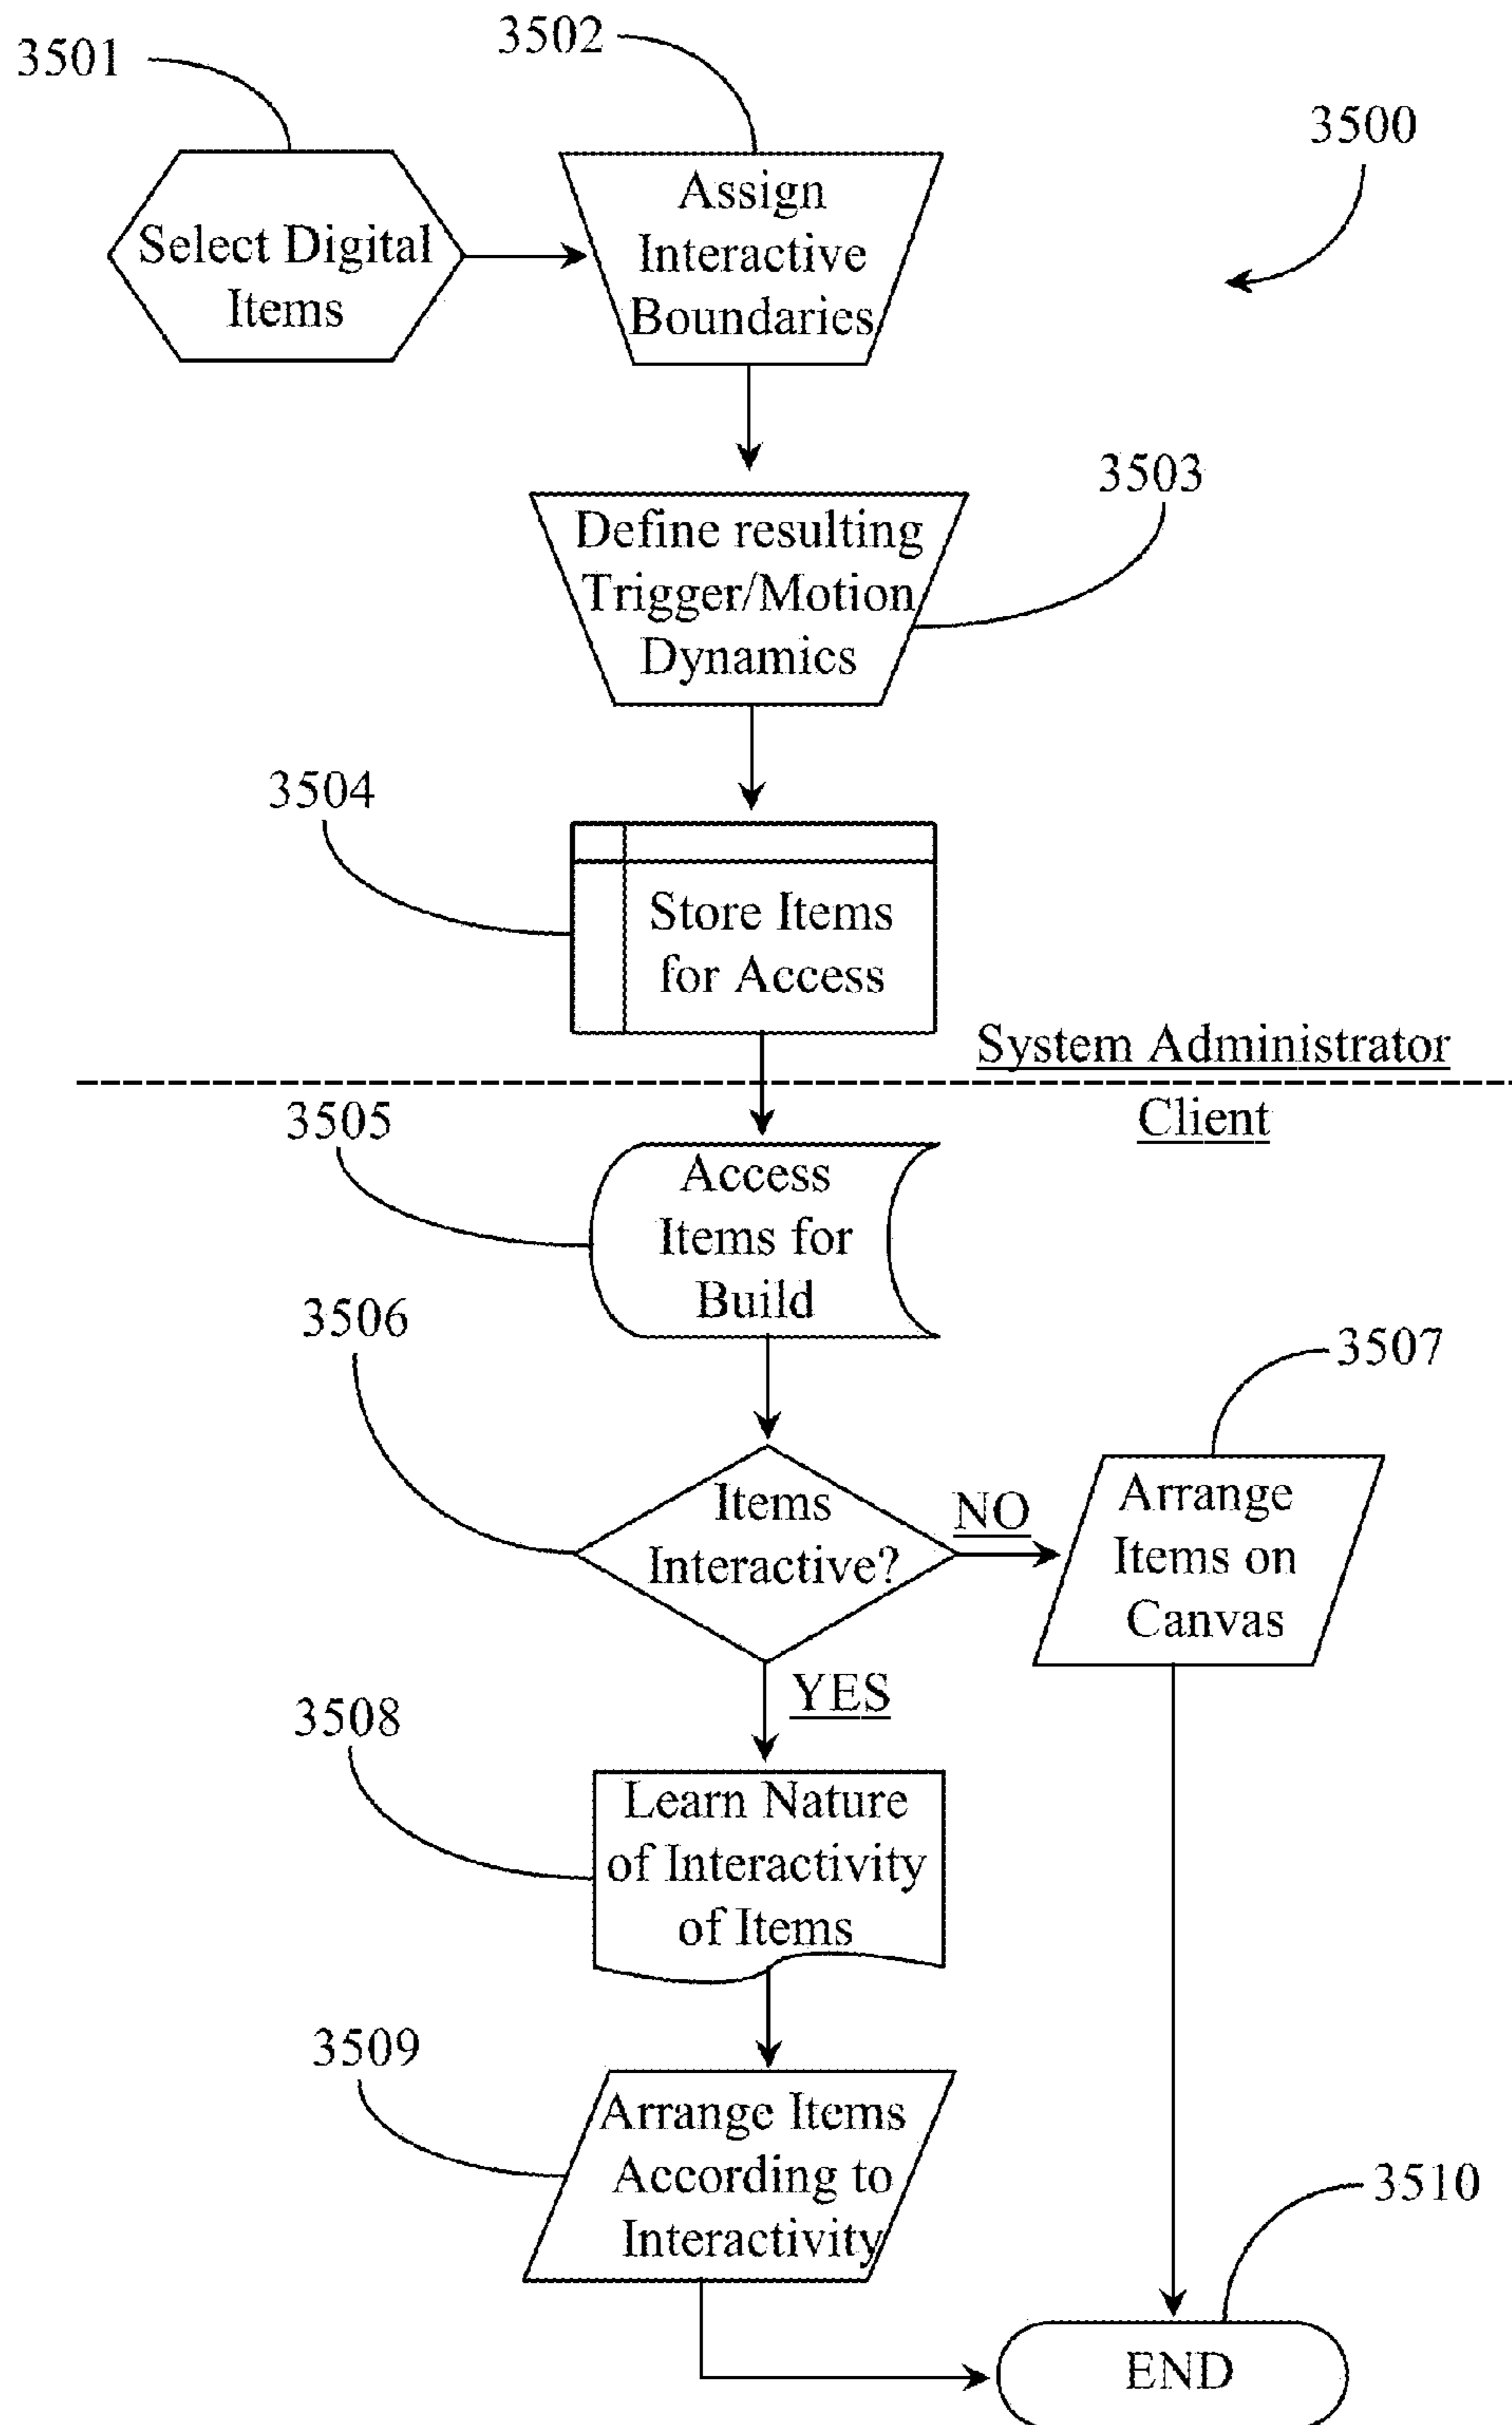 3501
3502
3500
Select Digital
Items
Assign
Interactive
Boundaries
3503
Define resulting
Trigger/Motion
Dynamics
3504
Store Items
for Access
System Administrator
Client
3505
Access
Items for
Build
3506
3507
Items
Interactive?
NO
Arrange
Items on
Canvas
YES
3508
Learn Nature
of Interactivity
of Items
3509
Arrange Items
According to
Interactivity
3510
END